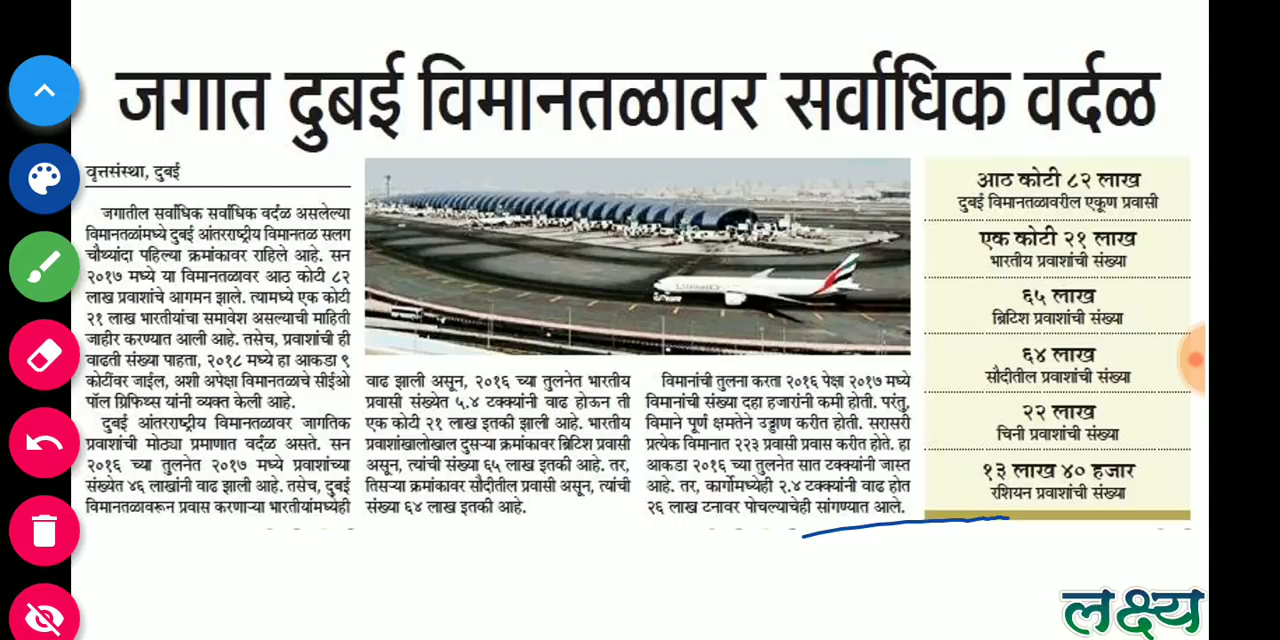 जगात दुबई विमानतळावर सर्वाधिक वर्दळ
वृत्तसंस्था, दुबई
जगातील सर्वाधिक सर्वाधिक वर्दळ असलेल्या
विमानतळांमध्ये दुबई आंतरराष्ट्रीय विमानतळ सलग
चौथ्यांदा पहिल्या क्रमांकावर राहिले आहे. सन
२०१७ मध्ये या विमानतळावर आठ कोटी ८२
लाख प्रवाशांचे आगमन झाले. त्यामध्ये एक कोटी
२१ लाख भारतीयांचा समावेश असल्याची माहिती
जाहीर करण्यात आली आहे. तसेच, प्रवाशांची ही
वाढती संख्या पाहता, २०१८ मध्ये हा आकडा ९
कोटींवर जाईल, अशी अपेक्षा विमानतळाचे सीईओ
पॉल ग्रिफिथ्स यांनी व्यक्त केली आहे.
दुबई आंतरराष्ट्रीय विमानतळावर जागतिक
प्रवाशांची मोठ्या प्रमाणात वर्दळ असते. सन
२०१६ च्या तुलनेत २०१७ मध्ये प्रवाशांच्या
संख्येत ४६ लाखांनी वाढ झाली आहे. तसेच, दुबई
विमानतळावरून प्रवास करणाऱ्या भारतीयांमध्येही
वाढ झाली असून, २०१६ च्या तुलनेत भारतीय
प्रवासी संख्येत ५.४ टक्क्यांनी वाढ होऊन ती
एक कोटी २१ लाख इतकी झाली आहे. भारतीय
प्रवाशांखालोखाल दुसऱ्या क्रमांकावर ब्रिटिश प्रवासी
असून, त्यांची संख्या ६५ लाख इतकी आहे. तर,
तिसऱ्या क्रमांकावर सौदीतील प्रवासी असून, त्यांची
संख्या ६४ लाख इतकी आहे.
विमानांची तुलना करता २०१६ पेक्षा २०१७ मध्ये
विमानांची संख्या दहा हजारांनी कमी होती. परंतु,
विमाने पूर्ण क्षमतेने उड्डाण करीत होती. सरासरी
प्रत्येक विमानात २२३ प्रवासी प्रवास करीत होते. हा
आकडा २०१६ च्या तुलनेत सात टक्क्यांनी जास्त
आहे. तर, कार्गोमध्येही २.४ टक्क्यांनी वाढ होत
२६ लाख टनावर पोचल्याचेही सांगण्यात आले.
आठ कोटी ८२ लाख
दुबई विमानतळावरील एकूण प्रवासी
एक कोटी २१ लाख
भारतीय प्रवाशांची संख्या
६५ लाख
ब्रिटिश प्रवाशांची संख्या
६४ लाख
सौदीतील प्रवाशांची संख्या
२२ लाख
चिनी प्रवाशांची संख्या
१३ लाख ४० हजार
रशियन प्रवाशांची संख्या
लक्ष्य